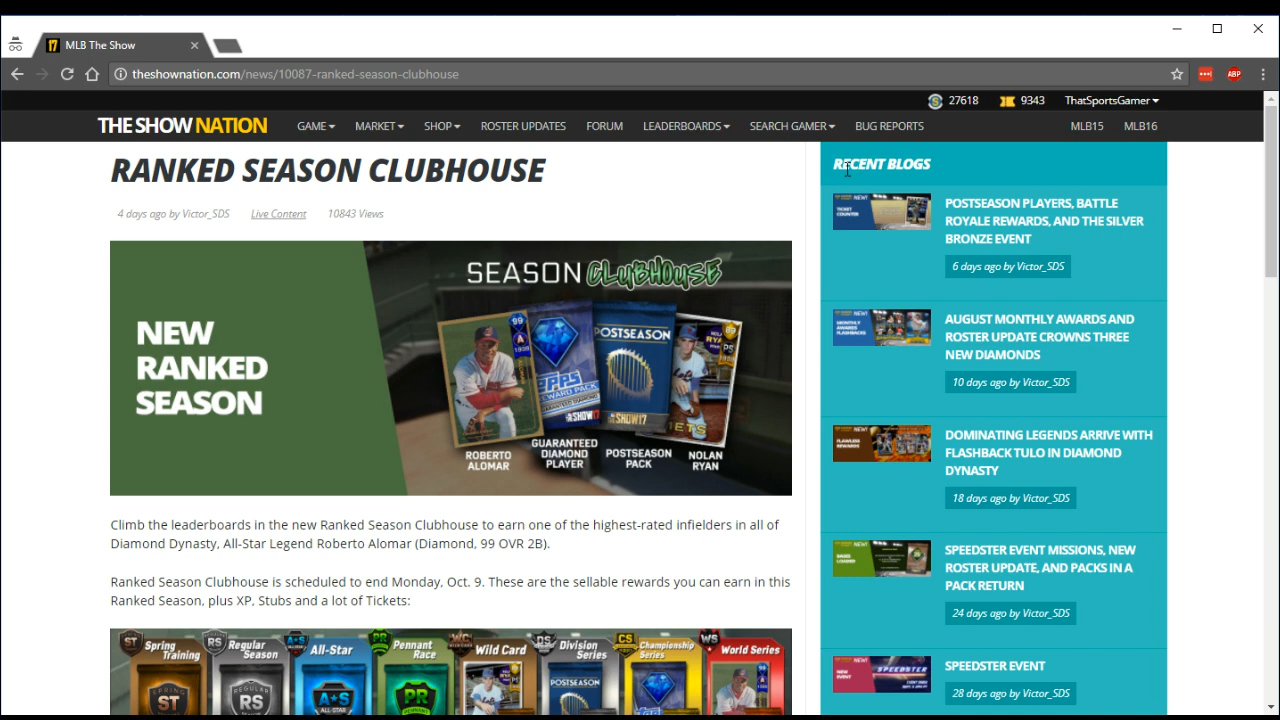 17 MLB The Show
theshownation.com/news/10087-ranked-season-clubhouse
ABP
27618 9343 ThatSportsGamer
THE SHOW NATION GAME MARKET SHOP ROSTER UPDATES FORUM LEADERBOARDS SEARCH GAMER BUG REPORTS MLB15 MLB16
RANKED SEASON CLUBHOUSE
4 days ago by Victor_SDS Live Content 10843 Views
SEASON CLUBHOUSE
NEW
RANKED
SEASON
99
A
POSTSEASON
ROBERTO
ALOMAR
GUARANTEED
DIAMOND
PLAYER
POSTSEASON
PACK
NOLAN
RYAN
Climb the leaderboards in the new Ranked Season Clubhouse to earn one of the highest-rated infielders in all of
Diamond Dynasty, All-Star Legend Roberto Alomar (Diamond, 99 OVR 2B).
Ranked Season Clubhouse is scheduled to end Monday, Oct. 9. These are the sellable rewards you can earn in this
Ranked Season, plus XP, Stubs and a lot of Tickets:
ST Spring Training
RS Regular Season
A+S All-Star
PR Pennant Race
WC Wild Card
DS Division Series
CS Championship Series
WS World Series
ST
RS
A+S
PR
POSTSEASON
RECENT BLOGS
POSTSEASON PLAYERS, BATTLE
ROYALE REWARDS, AND THE SILVER
BRONZE EVENT
6 days ago by Victor_SDS
AUGUST MONTHLY AWARDS AND
ROSTER UPDATE CROWNS THREE
NEW DIAMONDS
10 days ago by Victor_SDS
DOMINATING LEGENDS ARRIVE WITH
FLASHBACK TULO IN DIAMOND
DYNASTY
18 days ago by Victor_SDS
SPEEDSTER EVENT MISSIONS, NEW
ROSTER UPDATE, AND PACKS IN A
PACK RETURN
24 days ago by Victor_SDS
SPEEDSTER EVENT
28 days ago by Victor_SDS